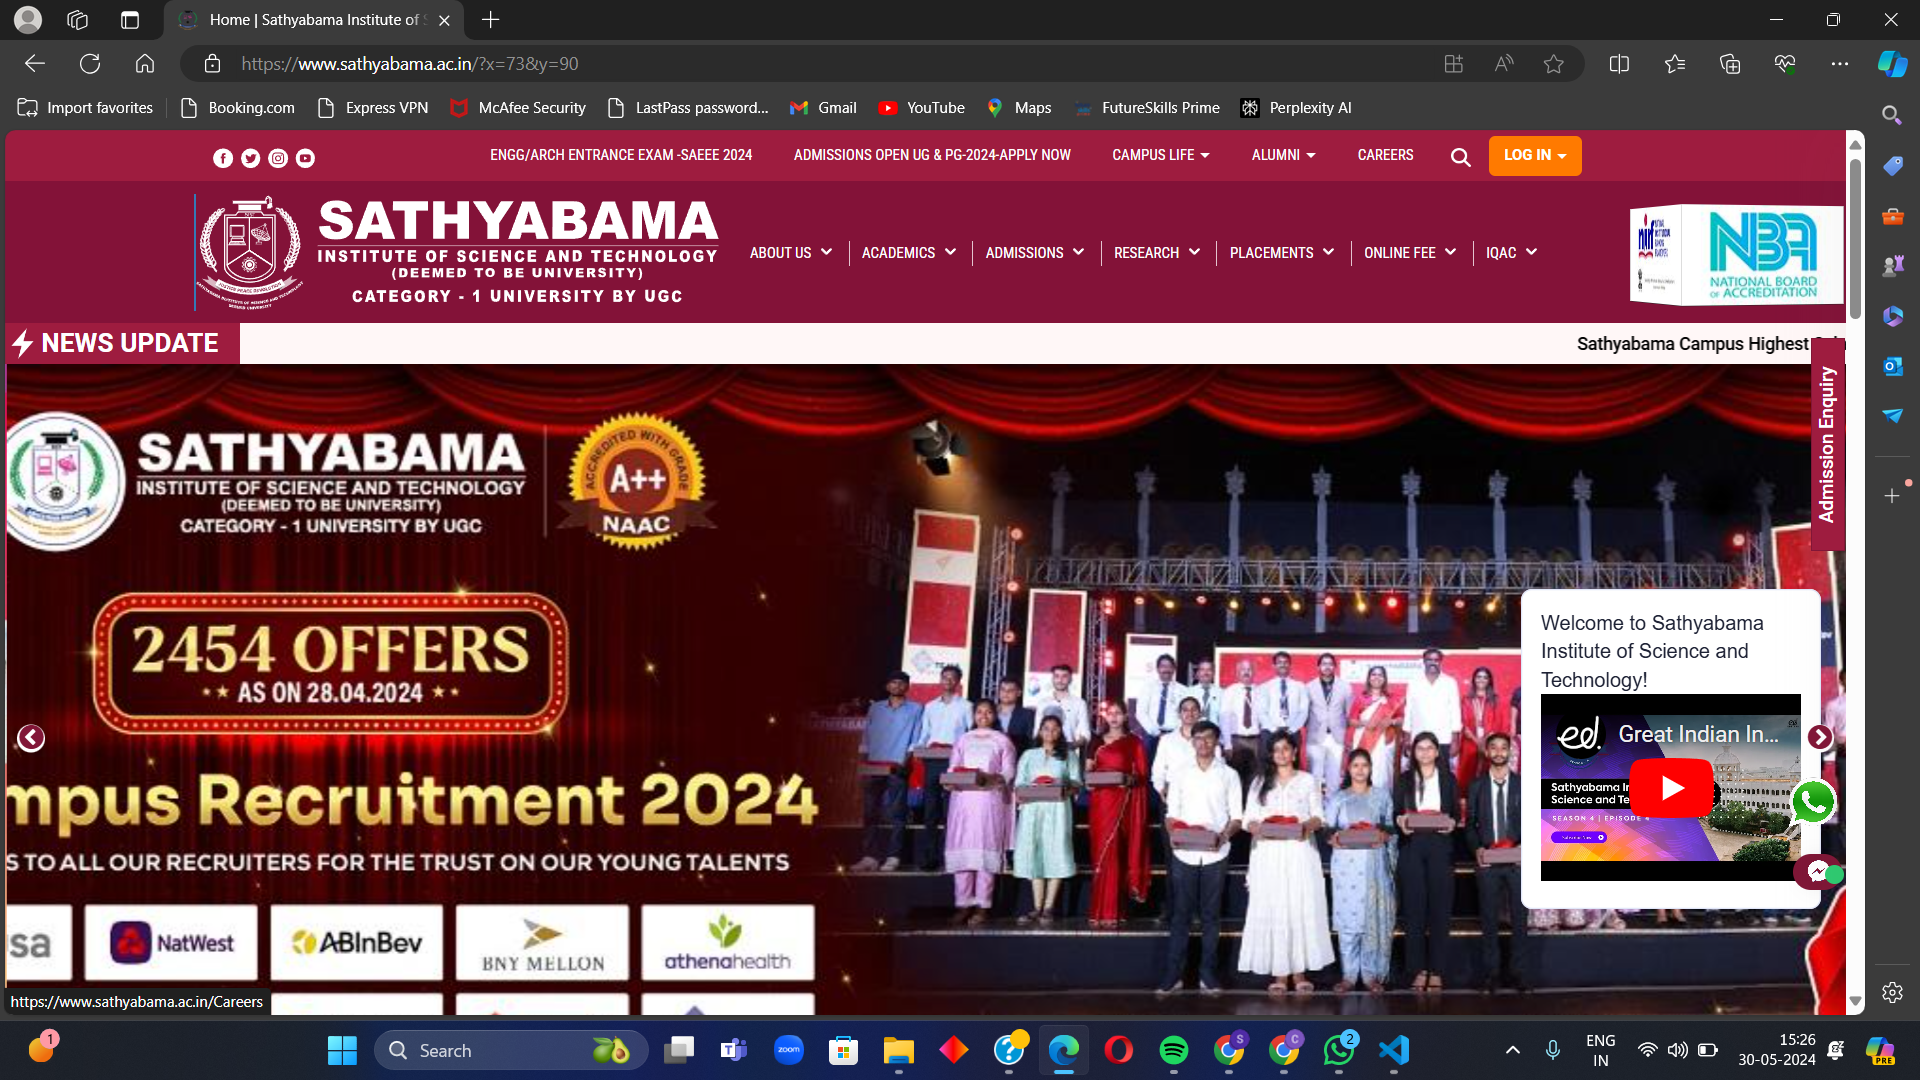 Home | Sathyabama Institute of S
https://www.sathyabama.ac.in/?x=73&y=90
Import favorites
Booking.com
Express VPN
McAfee Security
LastPass password...
Gmail
YouTube
Maps
FutureSkills Prime
Perplexity AI
ENGG/ARCH ENTRANCE EXAM -SAEEE 2024
ADMISSIONS OPEN UG & PG-2024-APPLY NOW
CAMPUS LIFE
ALUMNI
CAREERS
LOG IN
SATHYABAMA
INSTITUTE OF SCIENCE AND TECHNOLOGY
(DEEMED TO BE UNIVERSITY)
CATEGORY - 1 UNIVERSITY BY UGC
ABOUT US
ACADEMICS
ADMISSIONS
RESEARCH
PLACEMENTS
ONLINE FEE
IQAC
NBA
NATIONAL BOARD
OF ACCREDITATION
NEWS UPDATE
Sathyabama Campus Highest
Admission Enquiry
SATHYABAMA
INSTITUTE OF SCIENCE AND TECHNOLOGY
(DEEMED TO BE UNIVERSITY)
CATEGORY - 1 UNIVERSITY BY UGC
ACCREDITED WITH GRADE
A++
NAAC
2454 OFFERS
AS ON 28.04.2024
mpus Recruitment 2024
S TO ALL OUR RECRUITERS FOR THE TRUST ON OUR YOUNG TALENTS
sa
NatWest
ABInBev
BNY MELLON
athenahealth
Welcome to Sathyabama
Institute of Science and
Technology!
ed.
Great Indian In...
Sathyabama In
Science and Te
SEASON 4 | EPISODE
https://www.sathyabama.ac.in/Careers
1
Search
zoom
S
C
2
ENG
IN
15:26
30-05-2024
PRE